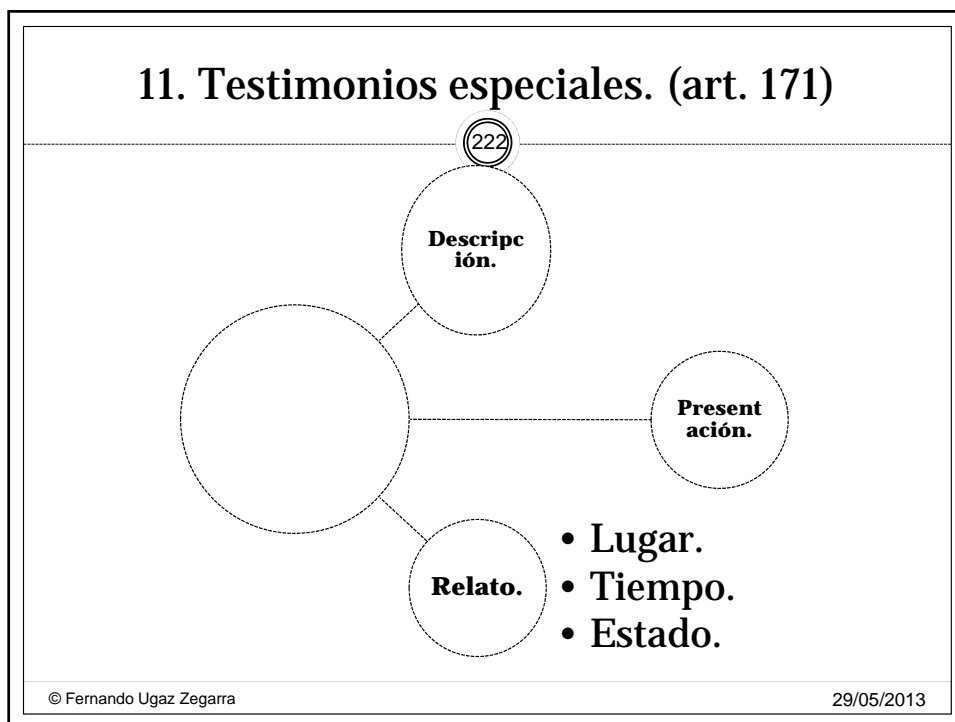 11. Testimonios especiales. (art. 171)
222
Descripc
ión.
Present
ación.
Relato.
• Lugar.
• Tiempo.
• Estado.
© Fernando Ugaz Zegarra
29/05/2013